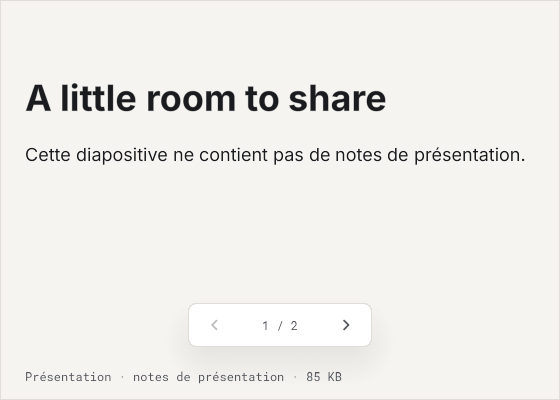 A little room to share
Cette diapositive ne contient pas de notes de présentation.
1 / 2
Présentation · notes de présentation · 85 KB